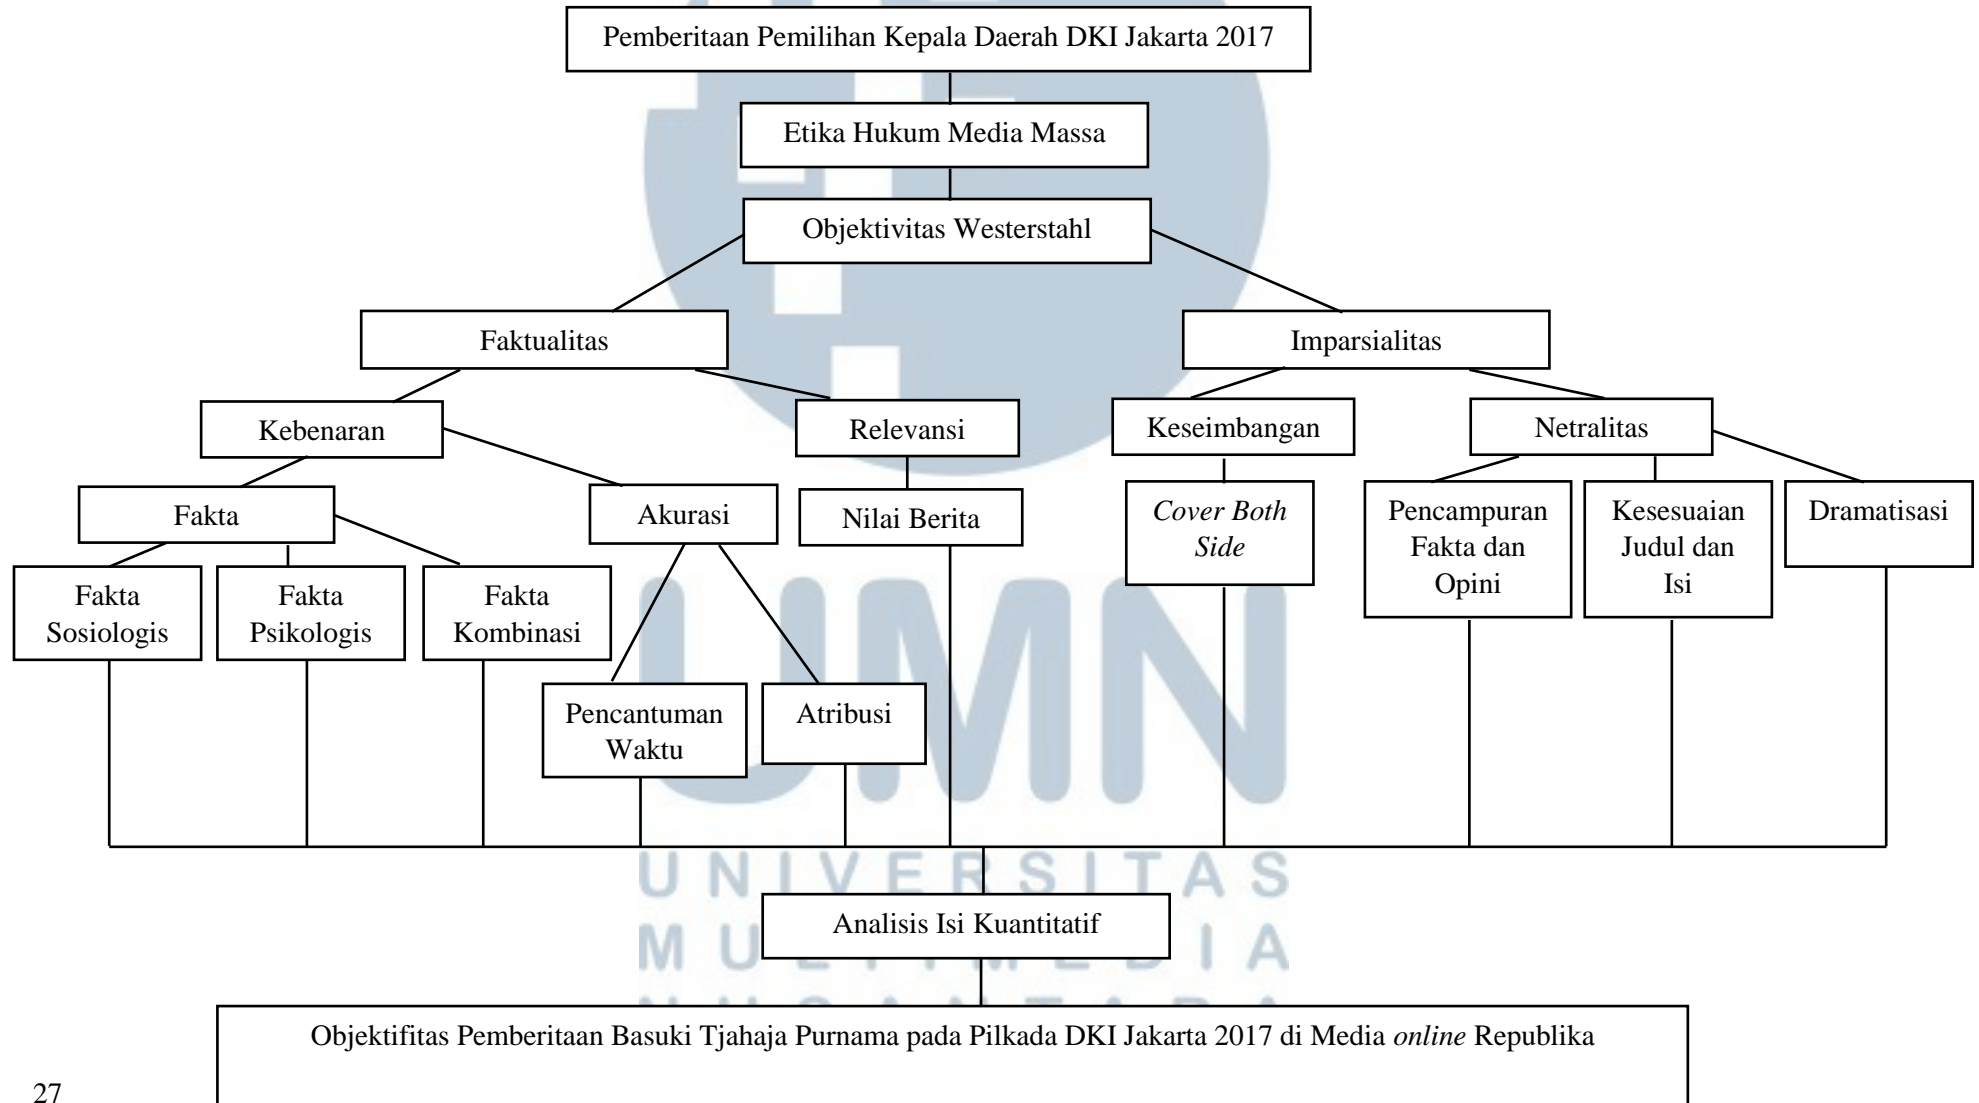 Pemberitaan Pemilihan Kepala Daerah DKI Jakarta 2017
Etika Hukum Media Massa
Objektivitas Westerstahl
Faktualitas
Imparsialitas
Kebenaran
Relevansi
Keseimbangan
Netralitas
Fakta
Akurasi
Nilai Berita
Cover Both
Side
Pencampuran
Fakta dan
Opini
Kesesuaian
Judul dan
Isi
Dramatisasi
Fakta
Sosiologis
Fakta
Psikologis
Fakta
Kombinasi
Pencantuman
Waktu
Atribusi
UMN
UNIVERSITAS
MULTIMEDIA
NUSANTARA
Analisis Isi Kuantitatif
Objektifitas Pemberitaan Basuki Tjahaja Purnama pada Pilkada DKI Jakarta 2017 di Media online Republika
27